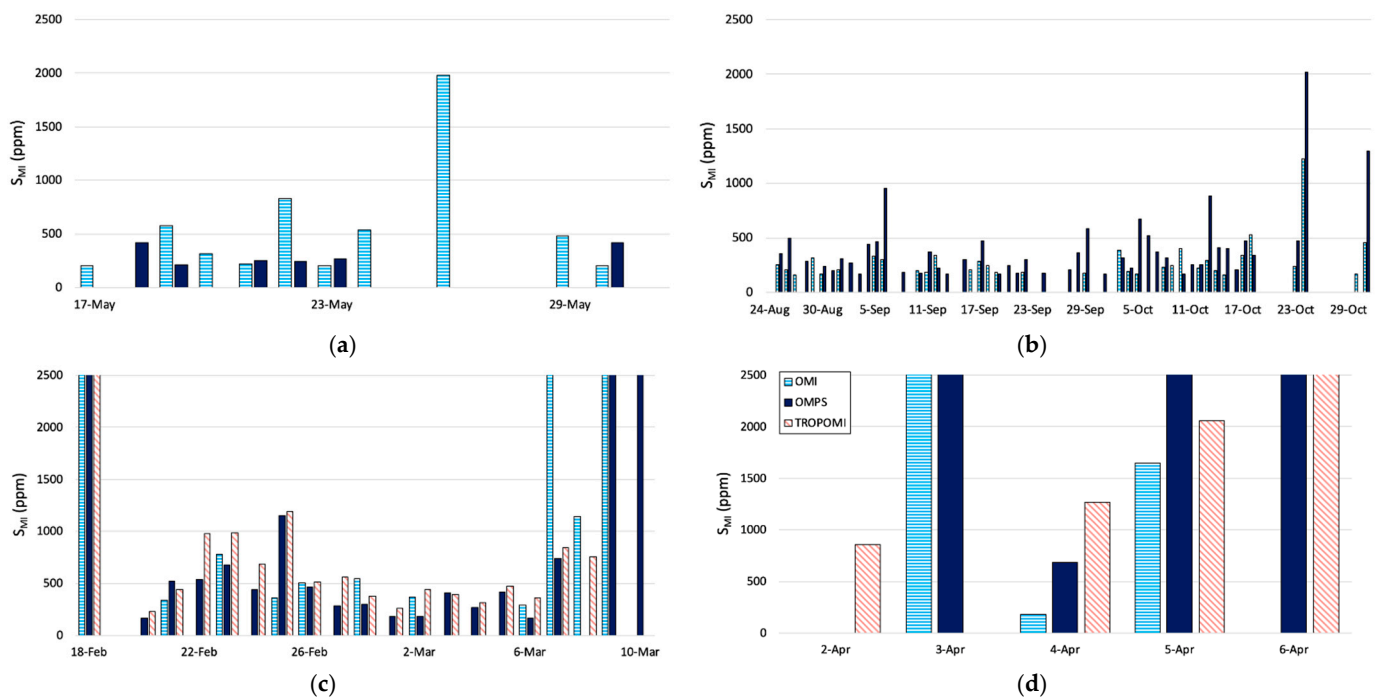 2500
2000
1500
1000
500
0
S_MI (ppm)
17-May 23-May 29-May
(a)
2500
2000
1500
1000
500
0
S_MI (ppm)
24-Aug 30-Aug 5-Sep 11-Sep 17-Sep 23-Sep 29-Sep 5-Oct 11-Oct 17-Oct 23-Oct 29-Oct
(b)
2500
2000
1500
1000
500
0
S_MI (ppm)
18-Feb 22-Feb 26-Feb 2-Mar 6-Mar 10-Mar
(c)
2500
2000
1500
1000
500
0
S_MI (ppm)
OMI
OMPS
TROPOMI
2-Apr 3-Apr 4-Apr 5-Apr 6-Apr
(d)